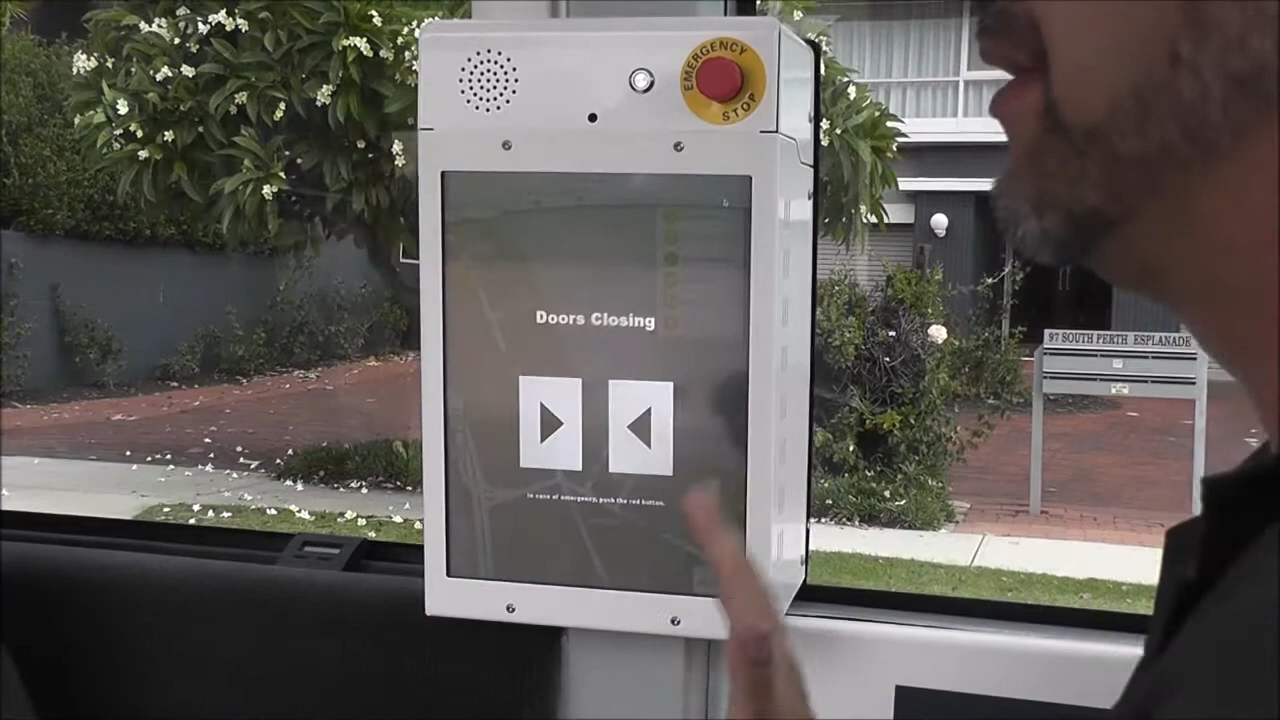 EMERGENCY
STOP
Doors Closing
In case of emergency, push the red button.
97 SOUTH PERTH ESPLANADE